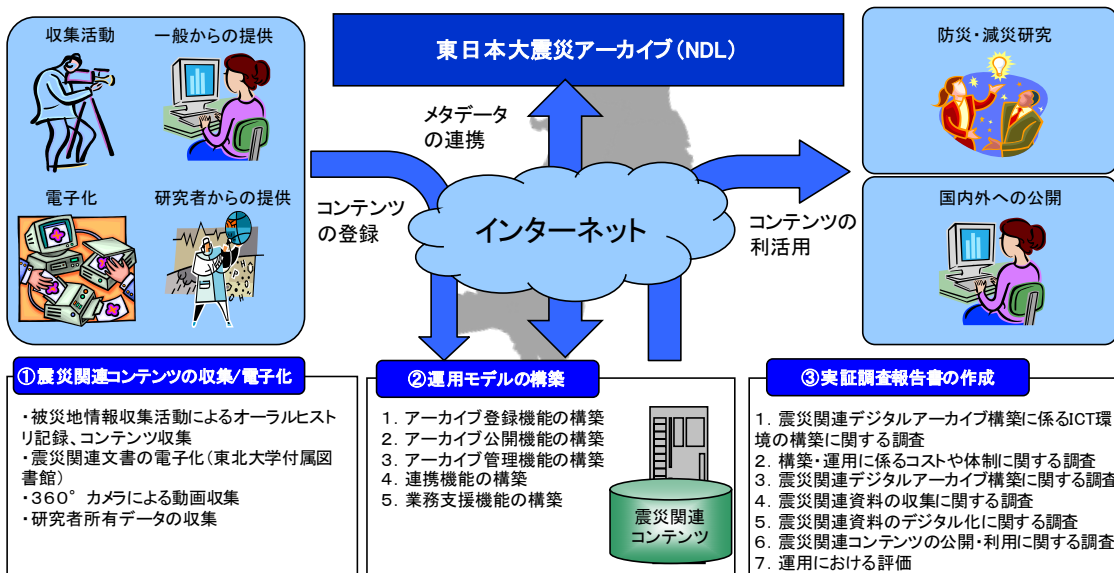 収集活動
一般からの提供
電子化
研究者からの提供
東日本大震災アーカイブ(NDL)
メタデータ
の連携
コンテンツ
の登録
インターネット
コンテンツの
利活用
防災・減災研究
国内外への公開
①震災関連コンテンツの収集/電子化
・被災地情報収集活動によるオーラルヒスト
リ記録、コンテンツ収集
・震災関連文書の電子化(東北大学付属図
書館)
・360°カメラによる動画収集
・研究者所有データの収集
②運用モデルの構築
1. アーカイブ登録機能の構築
2. アーカイブ公開機能の構築
3. アーカイブ管理機能の構築
4. 連携機能の構築
5. 業務支援機能の構築
震災関連
コンテンツ
③実証調査報告書の作成
1. 震災関連デジタルアーカイブ構築に係るICT環
境の構築に関する調査
2. 構築・運用に係るコストや体制に関する調査
3. 震災関連デジタルアーカイブ構築に関する調査
4. 震災関連資料の収集に関する調査
5. 震災関連資料のデジタル化に関する調査
6. 震災関連コンテンツの公開・利用に関する調査
7. 運用における評価